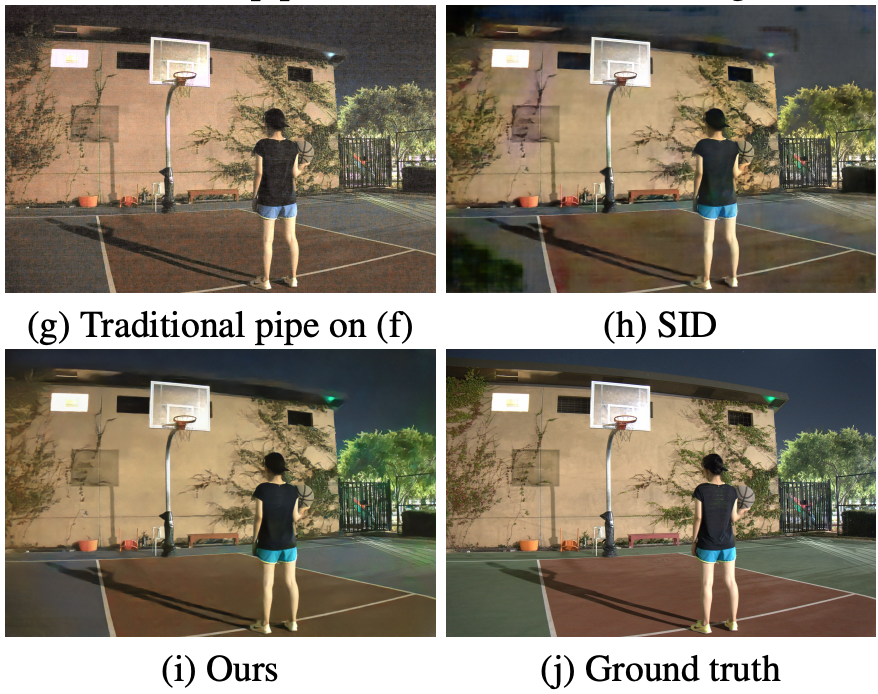 (g) Traditional pipe on (f)
(h) SID
(i) Ours
(j) Ground truth